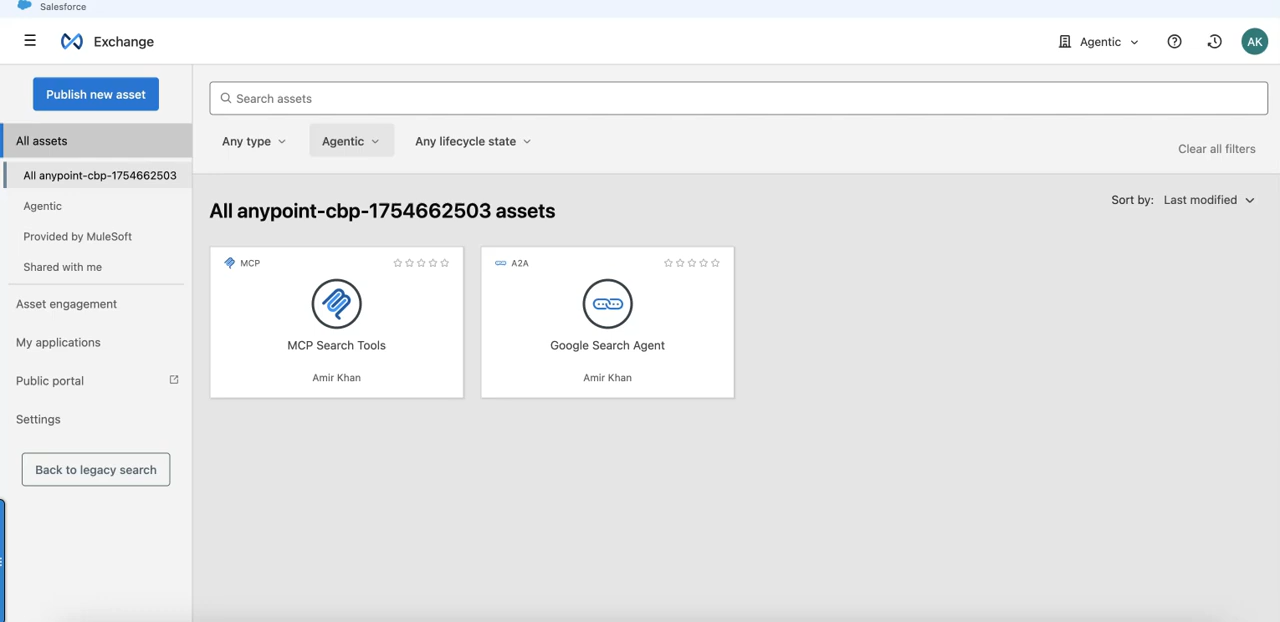 Salesforce
Exchange
Agentic
AK
Publish new asset
Search assets
All assets
Any type
Agentic
Any lifecycle state
Clear all filters
All anypoint-cbp-1754662503
Agentic
Provided by MuleSoft
Shared with me
Asset engagement
My applications
Public portal
Settings
Back to legacy search
All anypoint-cbp-1754662503 assets
Sort by: Last modified
MCP
MCP Search Tools
Amir Khan
A2A
Google Search Agent
Amir Khan